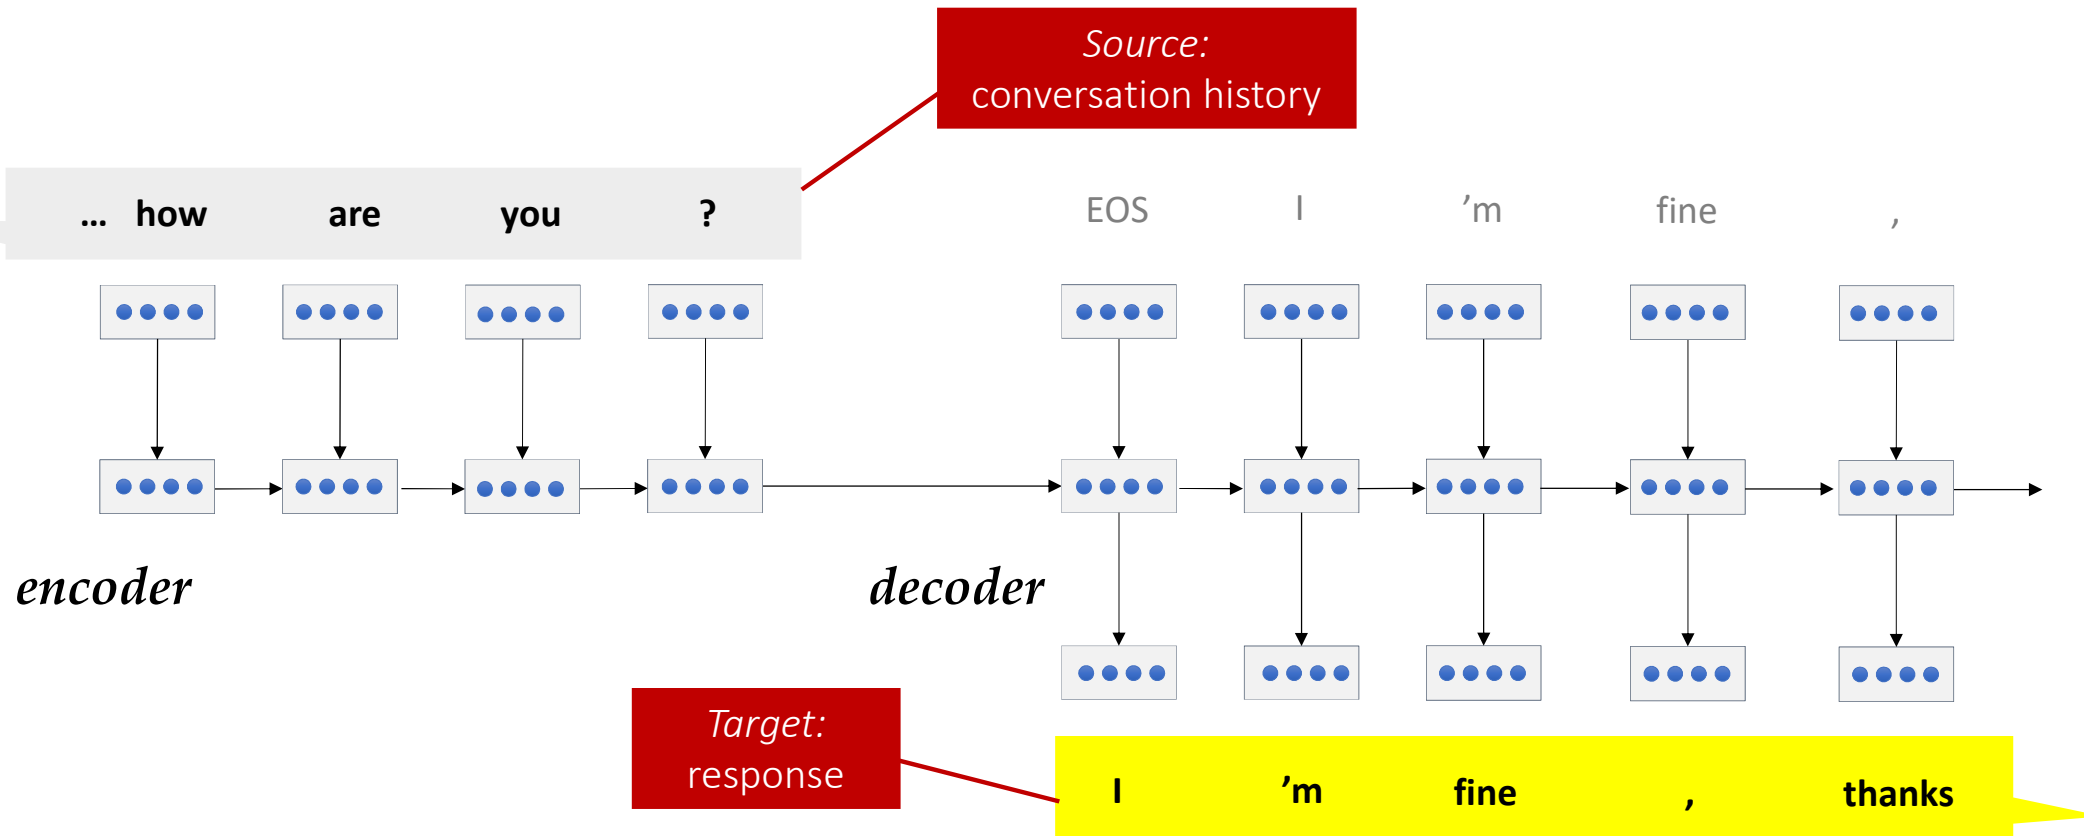 Source:
conversation history
… how are you ?
EOS I ’m fine ,
encoder
decoder
Target:
response
I ’m fine , thanks